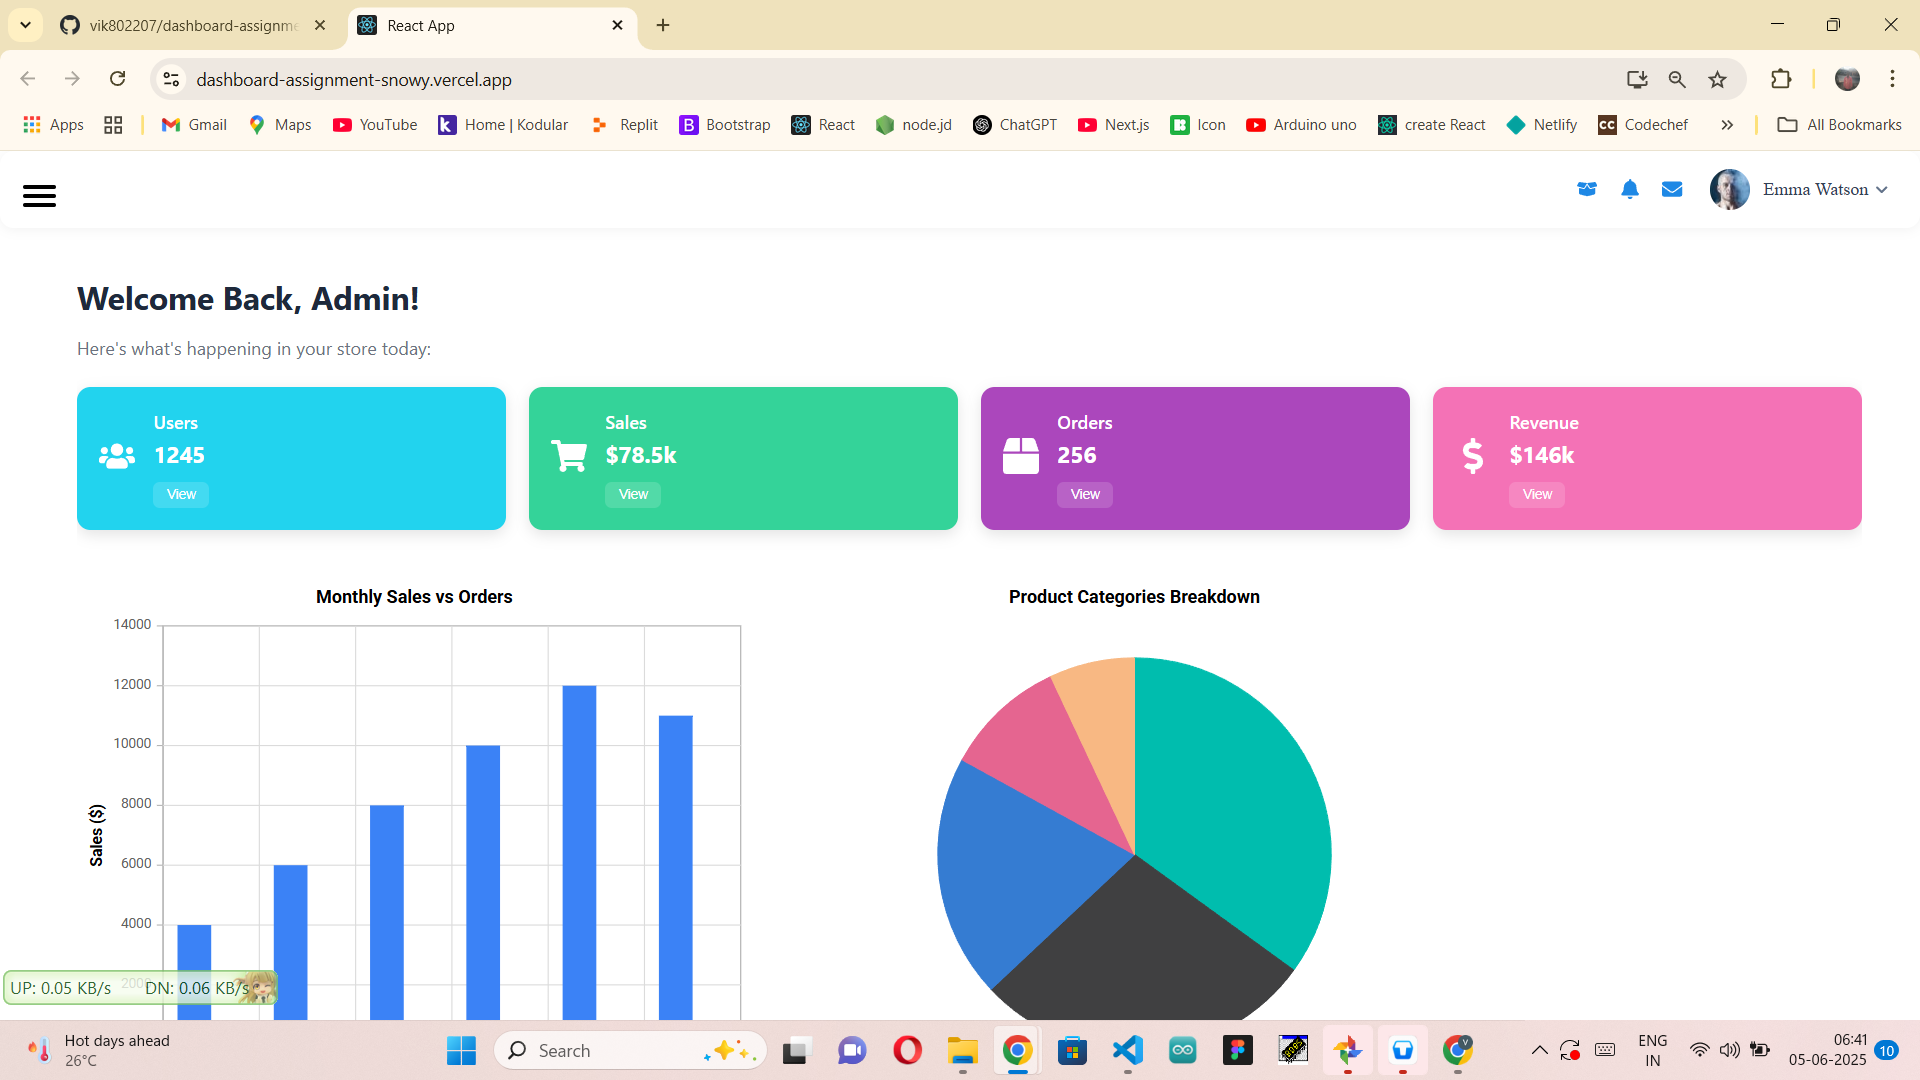 vik802207/dashboard-assignme
React App
dashboard-assignment-snowy.vercel.app
Apps
Gmail
Maps
YouTube
Home | Kodular
Replit
Bootstrap
React
node.jd
ChatGPT
Next.js
Icon
Arduino uno
create React
Netlify
CC Codechef
All Bookmarks
Emma Watson
Welcome Back, Admin!
Here's what's happening in your store today:
Users
1245
View
Sales
$78.5k
View
Orders
256
View
Revenue
$146k
View
Monthly Sales vs Orders
14000
12000
10000
8000
6000
4000
2000
Sales ($)
Product Categories Breakdown
UP: 0.05 KB/s DN: 0.06 KB/s
Hot days ahead
26°C
Search
V
ENG
IN
06:41
05-06-2025
10